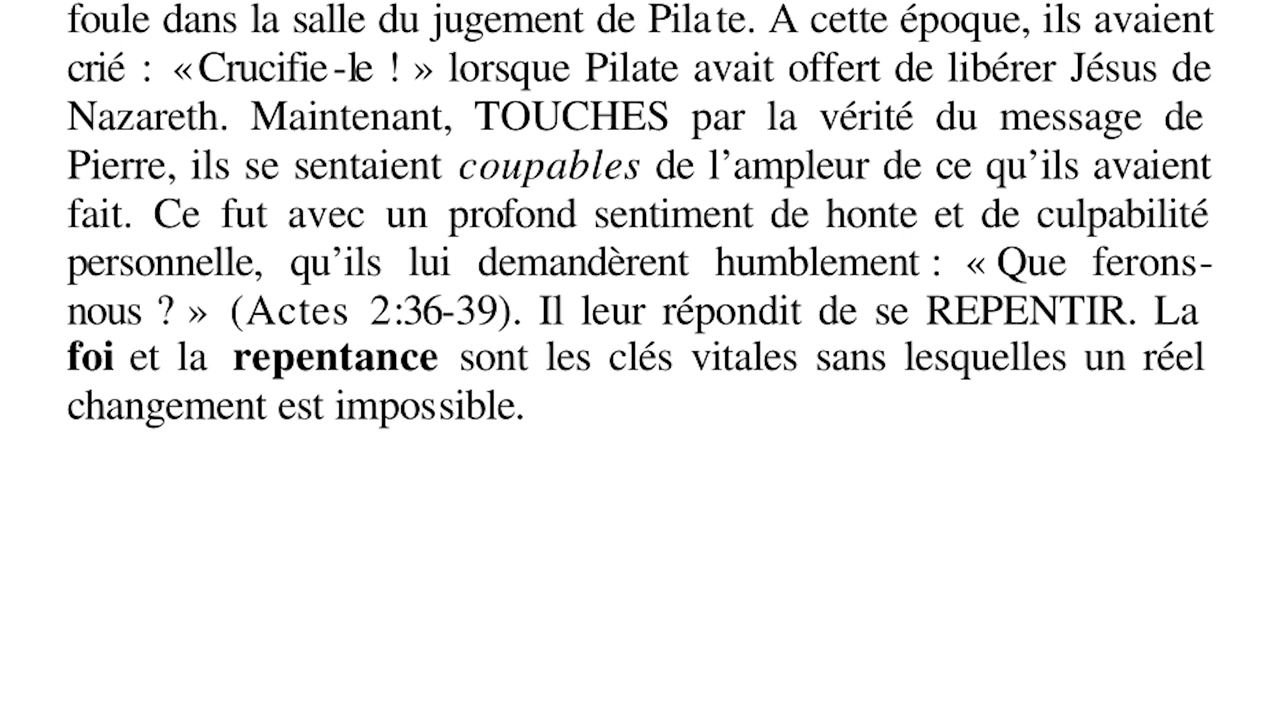 foule dans la salle du jugement de Pilate. A cette époque, ils avaient
crié : « Crucifie-le ! » lorsque Pilate avait offert de libérer Jésus de
Nazareth. Maintenant, TOUCHES par la vérité du message de
Pierre, ils se sentaient coupables de l’ampleur de ce qu’ils avaient
fait. Ce fut avec un profond sentiment de honte et de culpabilité
personnelle, qu’ils lui demandèrent humblement : « Que ferons-
nous ? » (Actes 2:36-39). Il leur répondit de se REPENTIR. La
foi et la repentance sont les clés vitales sans lesquelles un réel
changement est impossible.